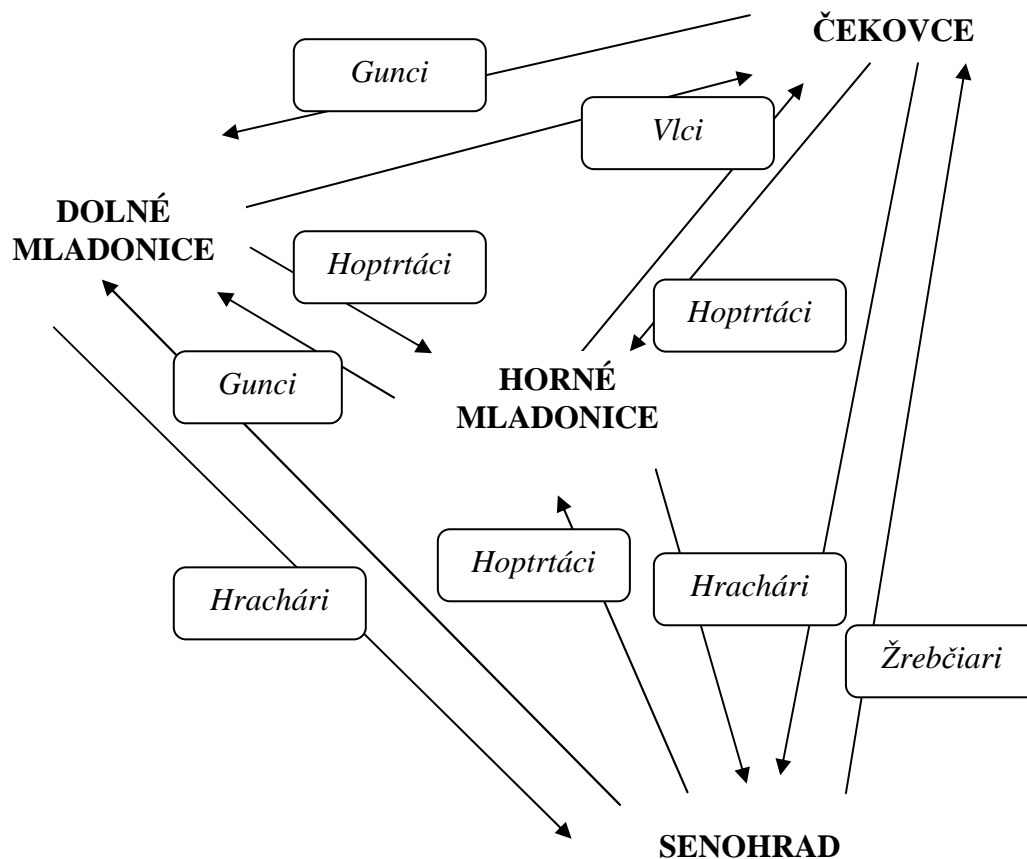 ČEKOVCE
Gunci
Vlci
DOLNÉ
MLADONICE
Hoptrtáci
Hoptrtáci
Gunci
HORNÉ
MLADONICE
Hoptrtáci
Hrachári
Hrachári
Žrebčiari
SENOHRAD